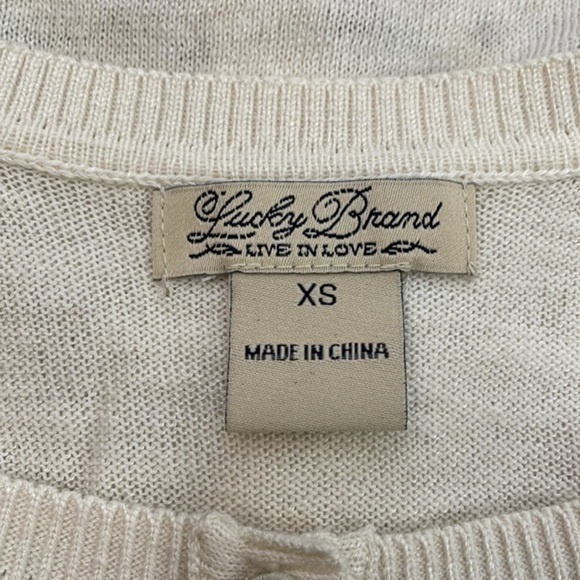 Lucky Brand
LIVE IN LOVE
XS
MADE IN CHINA